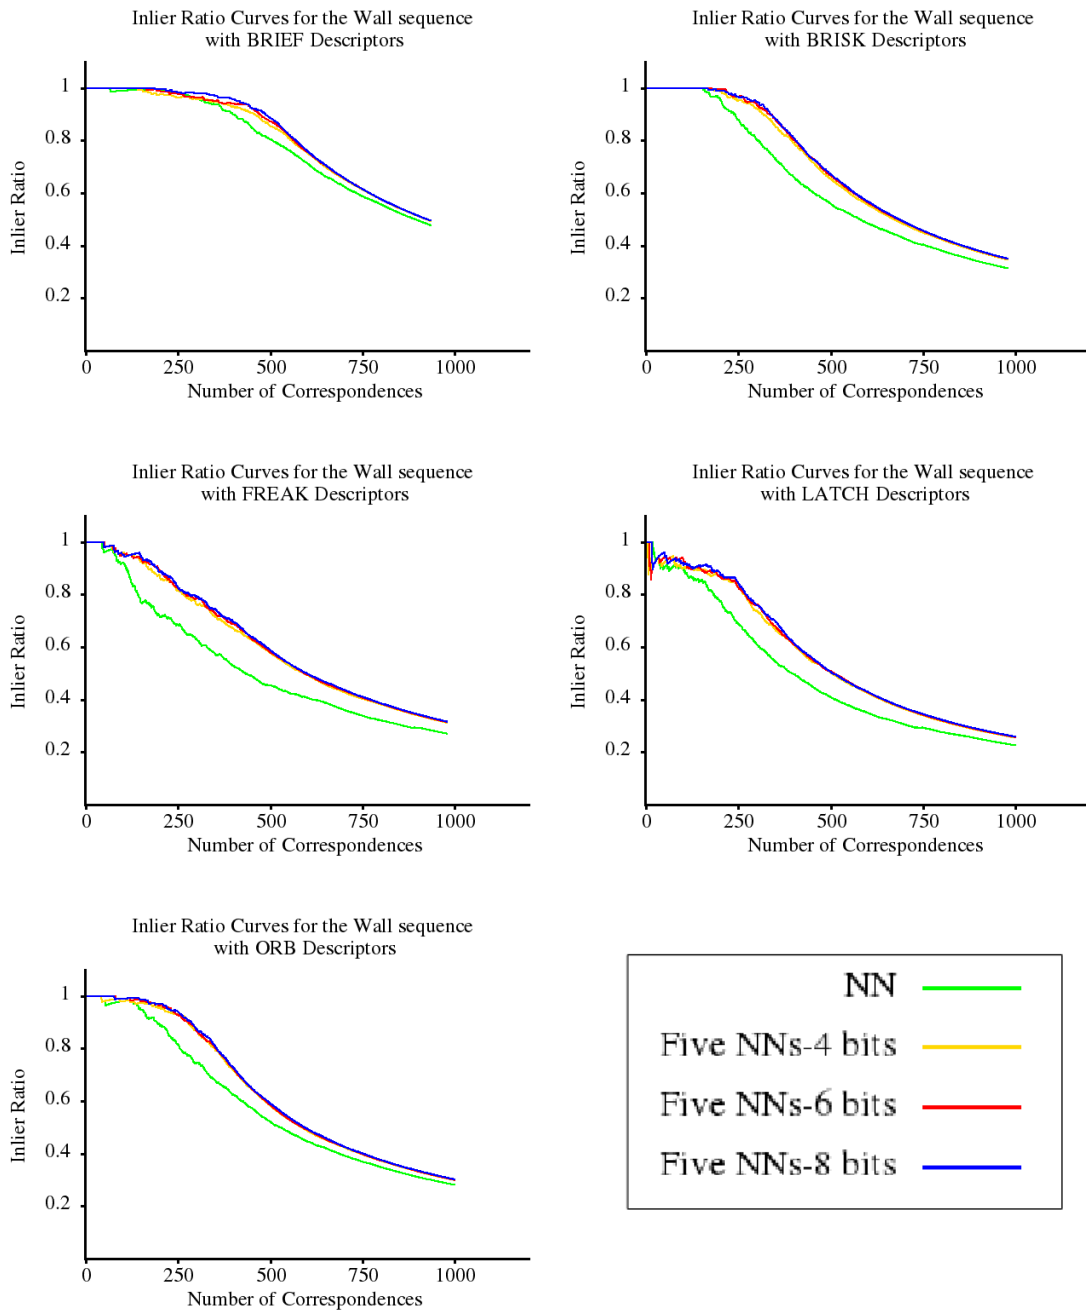 Inlier Ratio Curves for the Wall sequence
with BRIEF Descriptors
1
0.8
0.6
0.4
0.2
Inlier Ratio
0 250 500 750 1000
Number of Correspondences
Inlier Ratio Curves for the Wall sequence
with BRISK Descriptors
1
0.8
0.6
0.4
0.2
Inlier Ratio
0 250 500 750 1000
Number of Correspondences
Inlier Ratio Curves for the Wall sequence
with FREAK Descriptors
1
0.8
0.6
0.4
0.2
Inlier Ratio
0 250 500 750 1000
Number of Correspondences
Inlier Ratio Curves for the Wall sequence
with LATCH Descriptors
1
0.8
0.6
0.4
0.2
Inlier Ratio
0 250 500 750 1000
Number of Correspondences
Inlier Ratio Curves for the Wall sequence
with ORB Descriptors
1
0.8
0.6
0.4
0.2
Inlier Ratio
0 250 500 750 1000
Number of Correspondences
NN
Five NNs-4 bits
Five NNs-6 bits
Five NNs-8 bits